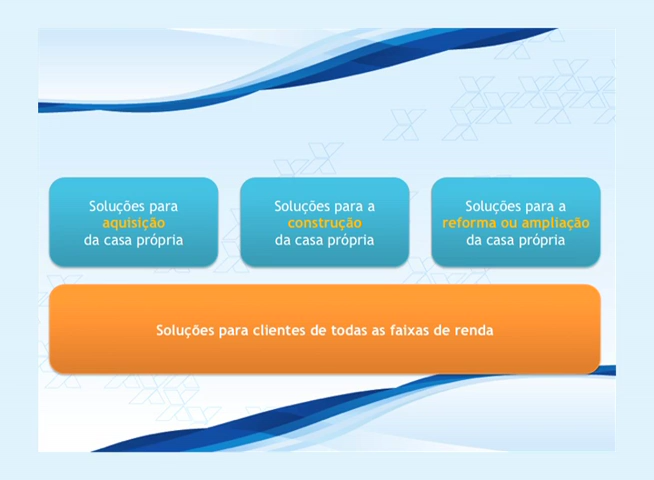 Soluções para
aquisição
da casa própria
Soluções para a
construção
da casa própria
Soluções para a
reforma ou ampliação
da casa própria
Soluções para clientes de todas as faixas de renda